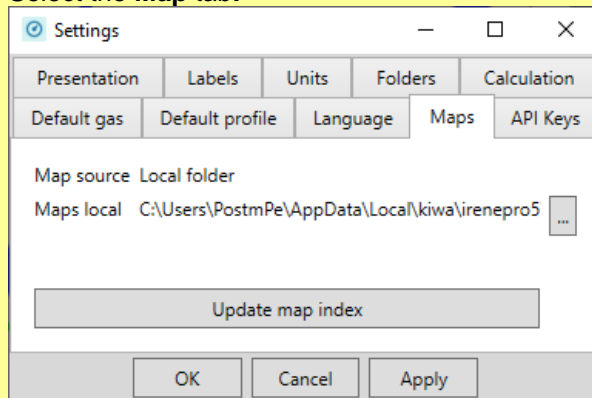 Select the Map tab.
Settings
Presentation Labels Units Folders Calculation
Default gas Default profile Language Maps API Keys
Map source Local folder
Maps local C:\Users\PostmPe\AppData\Local\kiwa\irenepro5 ...
Update map index
OK Cancel Apply